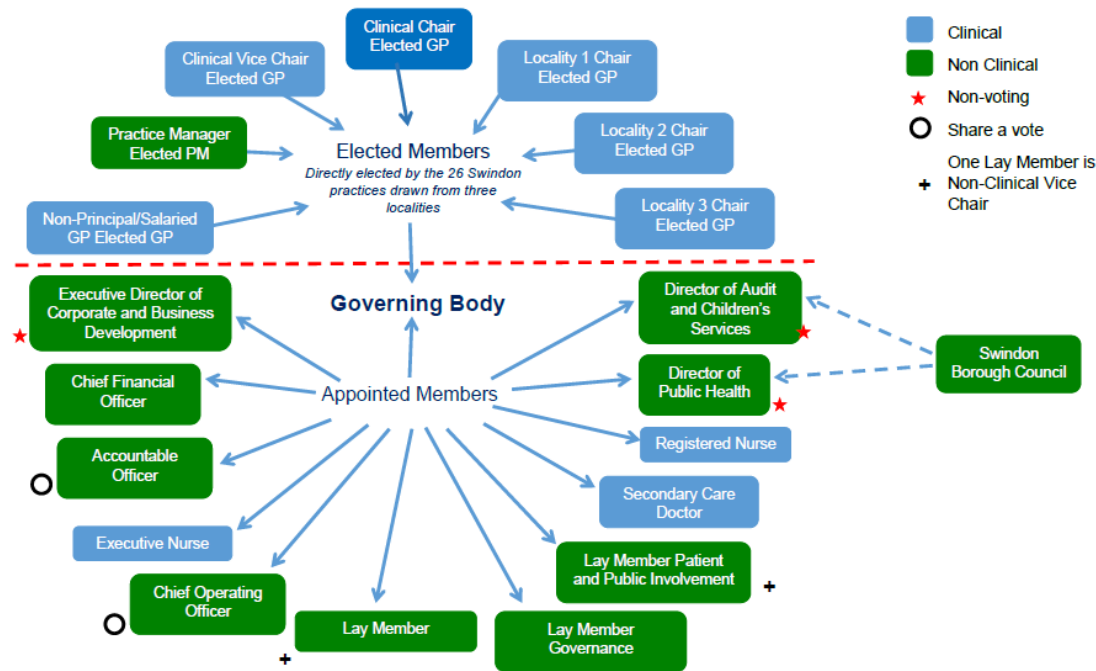 Clinical Chair
Elected GP
Clinical Vice Chair
Elected GP
Locality 1 Chair
Elected GP
Practice Manager
Elected PM
Locality 2 Chair
Elected GP
Elected Members
Directly elected by the 26 Swindon
practices drawn from three
localities
Non-Principal/Salaried
GP Elected GP
Locality 3 Chair
Elected GP
Clinical
Non Clinical
Non-voting
Share a vote
One Lay Member is
+ Non-Clinical Vice
Chair
Executive Director of
Corporate and Business
Development
Governing Body
Director of Audit
and Children's
Services
Swindon
Borough Council
Chief Financial
Officer
Appointed Members
Director of
Public Health
Accountable
Officer
Registered Nurse
Secondary Care
Doctor
Executive Nurse
Lay Member Patient
and Public Involvement
+
Chief Operating
Officer
Lay Member
+
Lay Member
Governance